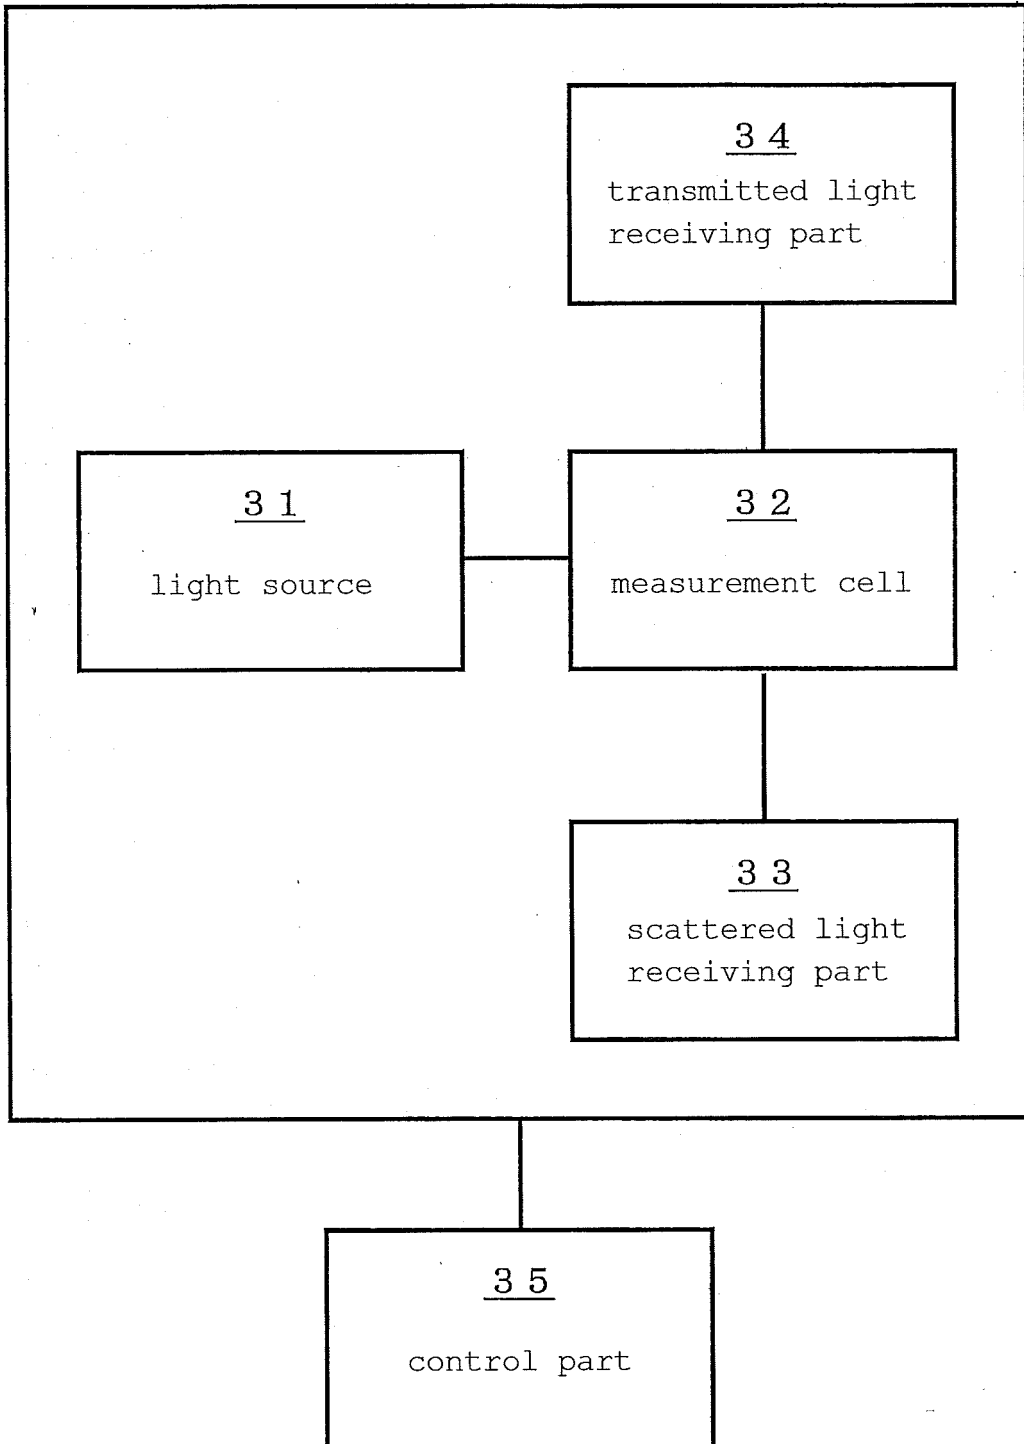 34
transmitted light
receiving part
31
light source
32
measurement cell
33
scattered light
receiving part
35
control part